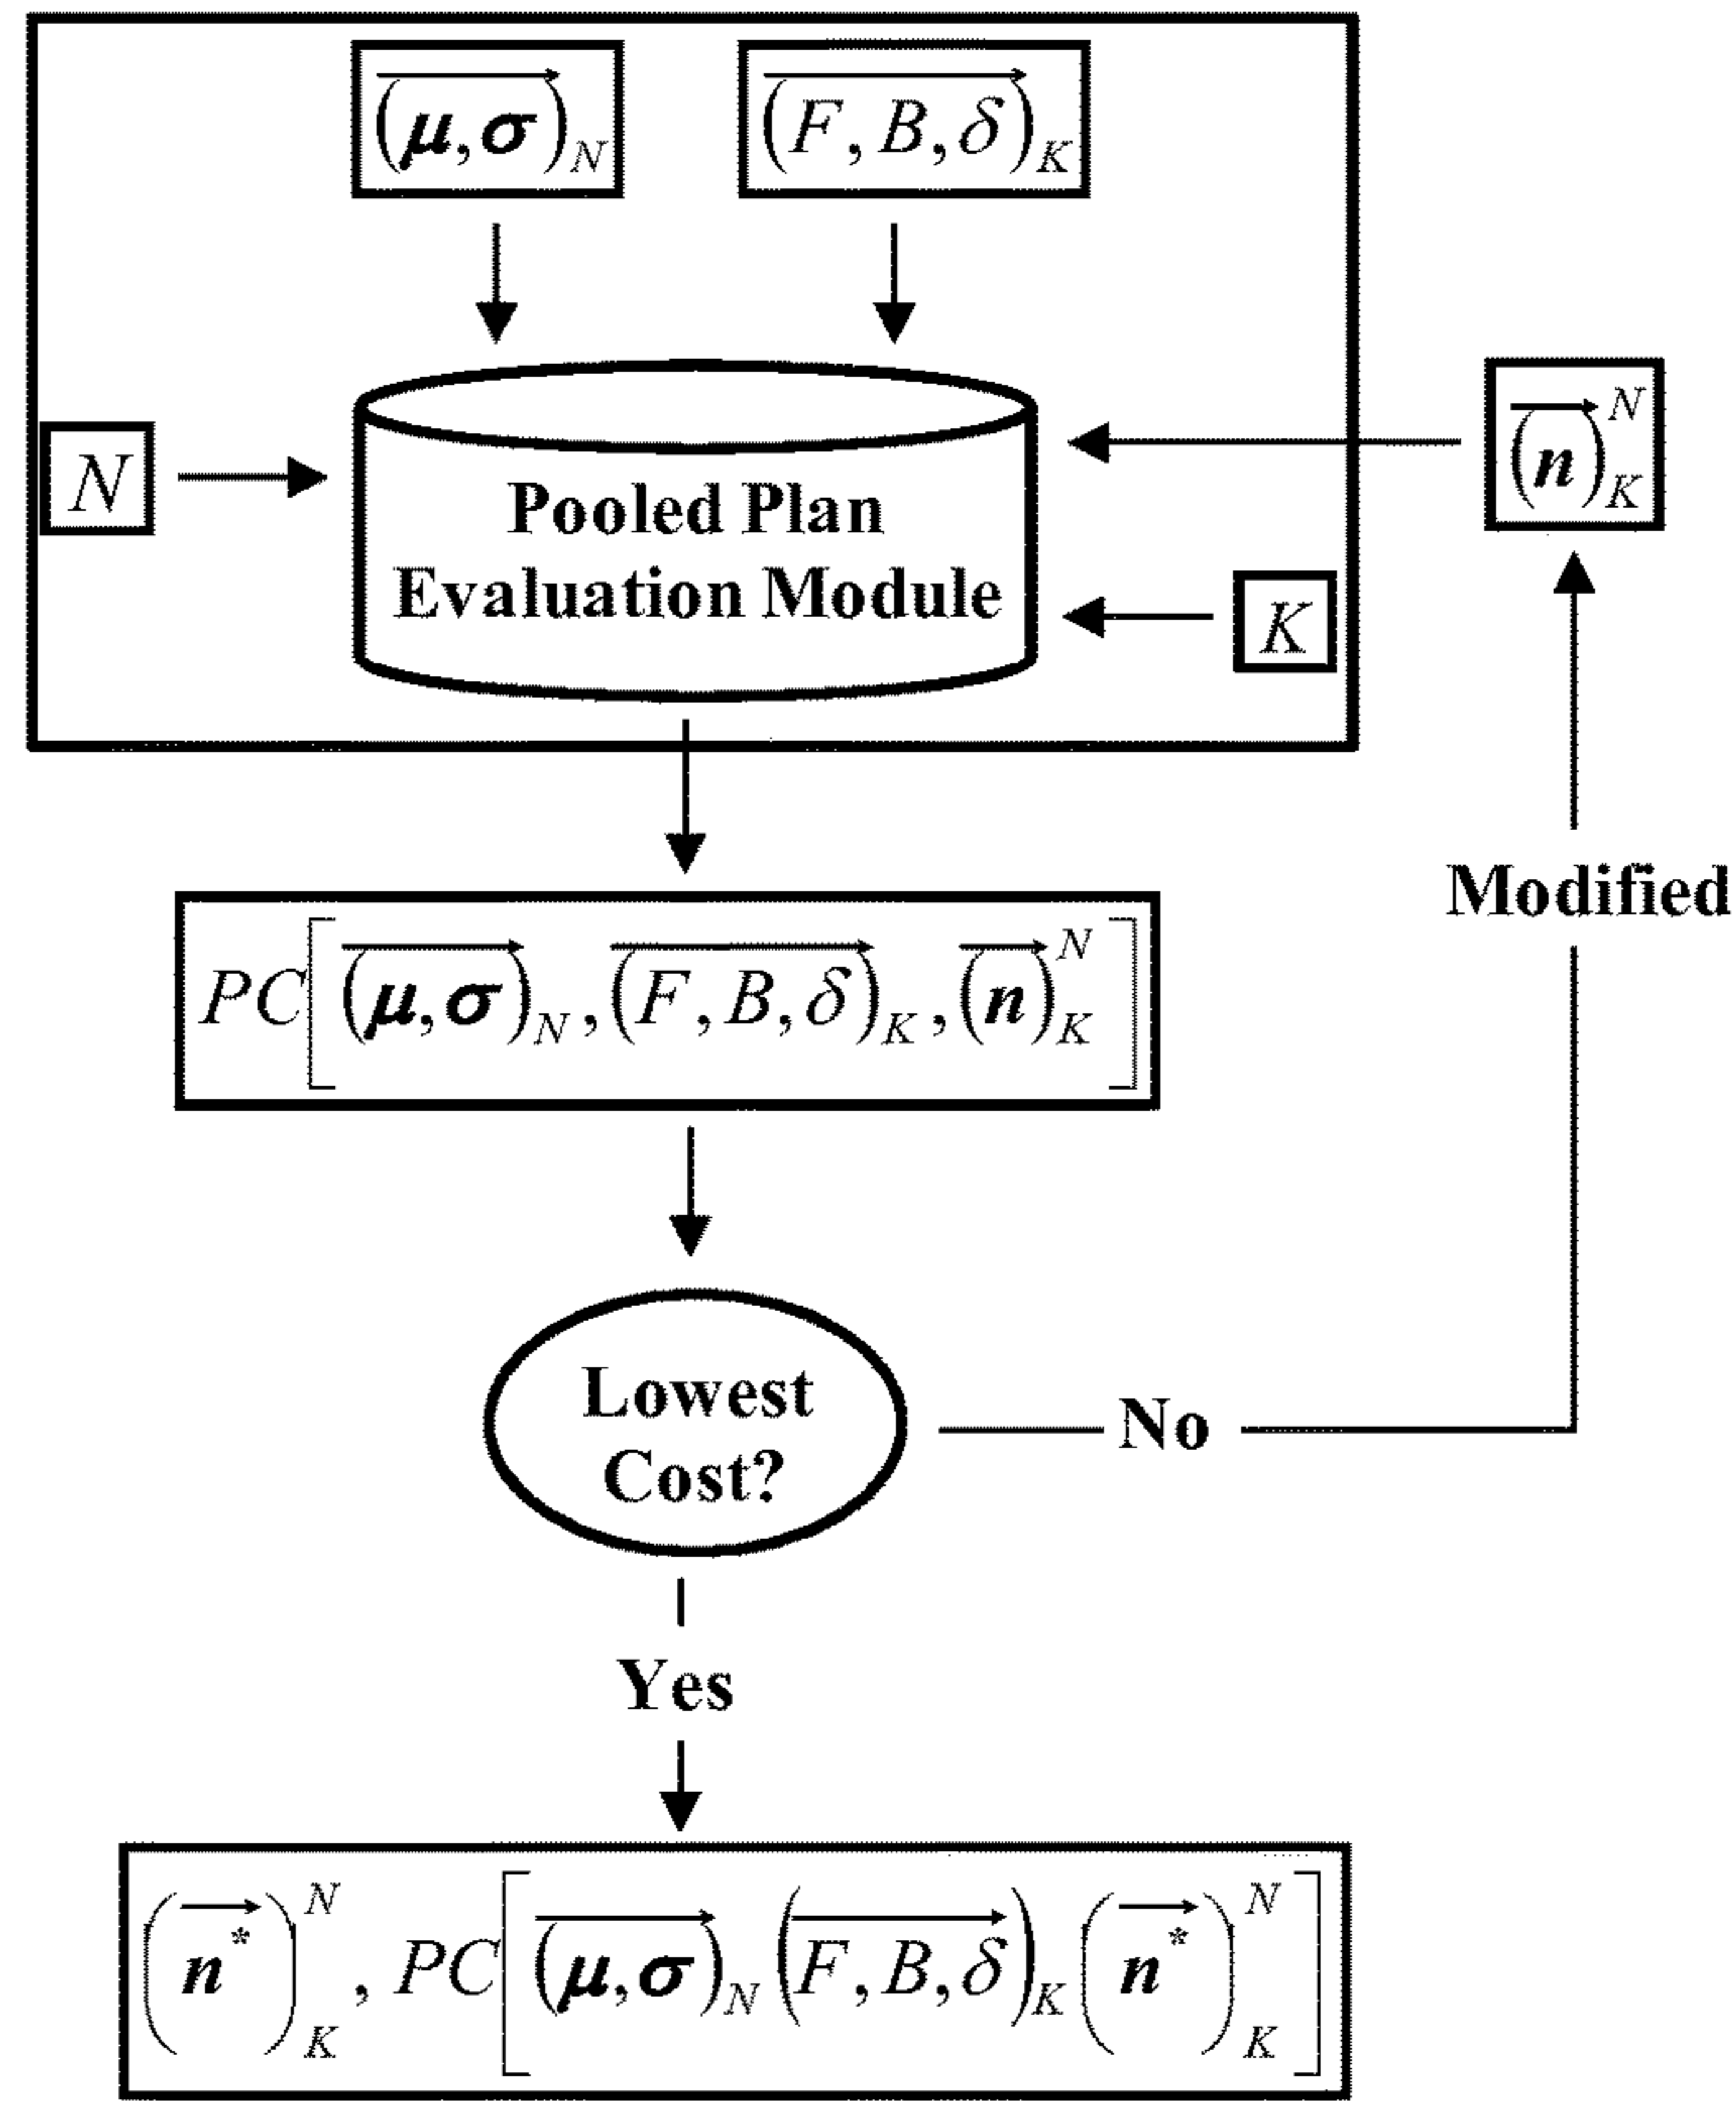 (μ,σ)_N
(F,B,δ)_K
N
(n)_K^N
Pooled Plan
Evaluation Module
K
Modified
PC[(μ,σ)_N,(F,B,δ)_K,(n)_K^N]
Lowest
Cost?
No
Yes
(n*)_K^N, PC[(μ,σ)_N(F,B,δ)_K(n*)_K^N]